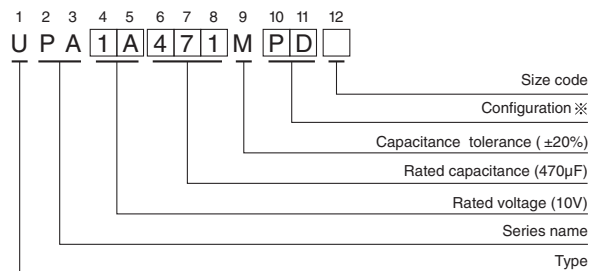 1 2 3 4 5 6 7 8 9 10 11 12
U P A 1 A 4 7 1 M P D
Size code
Configuration ※
Capacitance tolerance ( ±20%)
Rated capacitance (470µF)
Rated voltage (10V)
Series name
Type